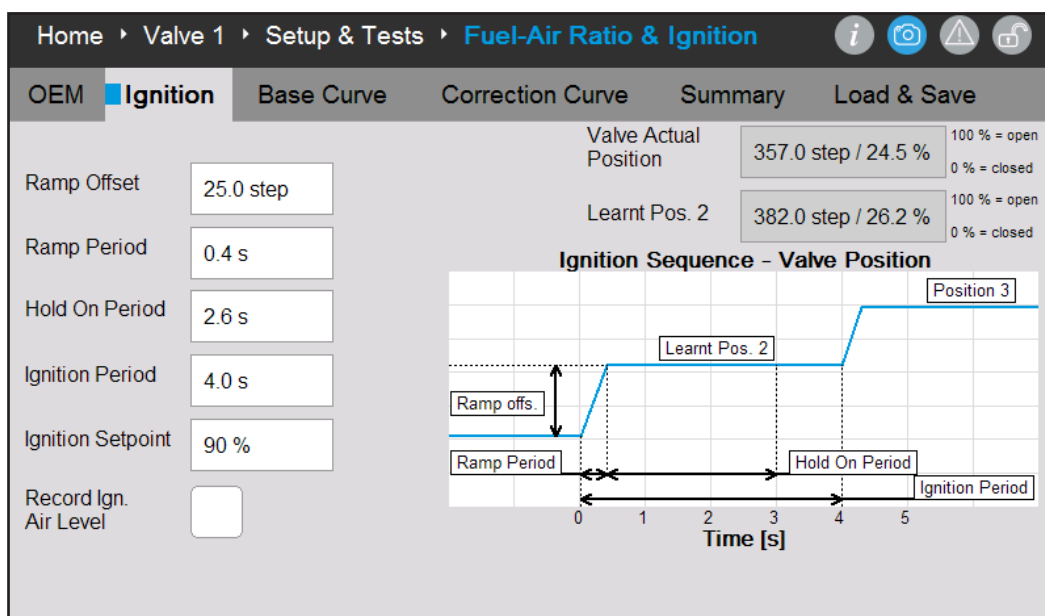 Home ‣ Valve 1 ‣ Setup & Tests ‣ Fuel-Air Ratio & Ignition
OEM Ignition Base Curve Correction Curve Summary Load & Save
Valve Actual
Position
357.0 step / 24.5 %
100 % = open
0 % = closed
Ramp Offset 25.0 step
Learnt Pos. 2
382.0 step / 26.2 %
100 % = open
0 % = closed
Ramp Period 0.4 s
Hold On Period 2.6 s
Ignition Period 4.0 s
Ignition Setpoint 90 %
Record Ign.
Air Level
Ignition Sequence - Valve Position
Position 3
Learnt Pos. 2
Ramp offs.
Ramp Period
Hold On Period
Ignition Period
0 1 2 3 4 5
Time [s]